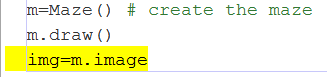 m=Maze() # create the maze
m.draw()
img=m.image